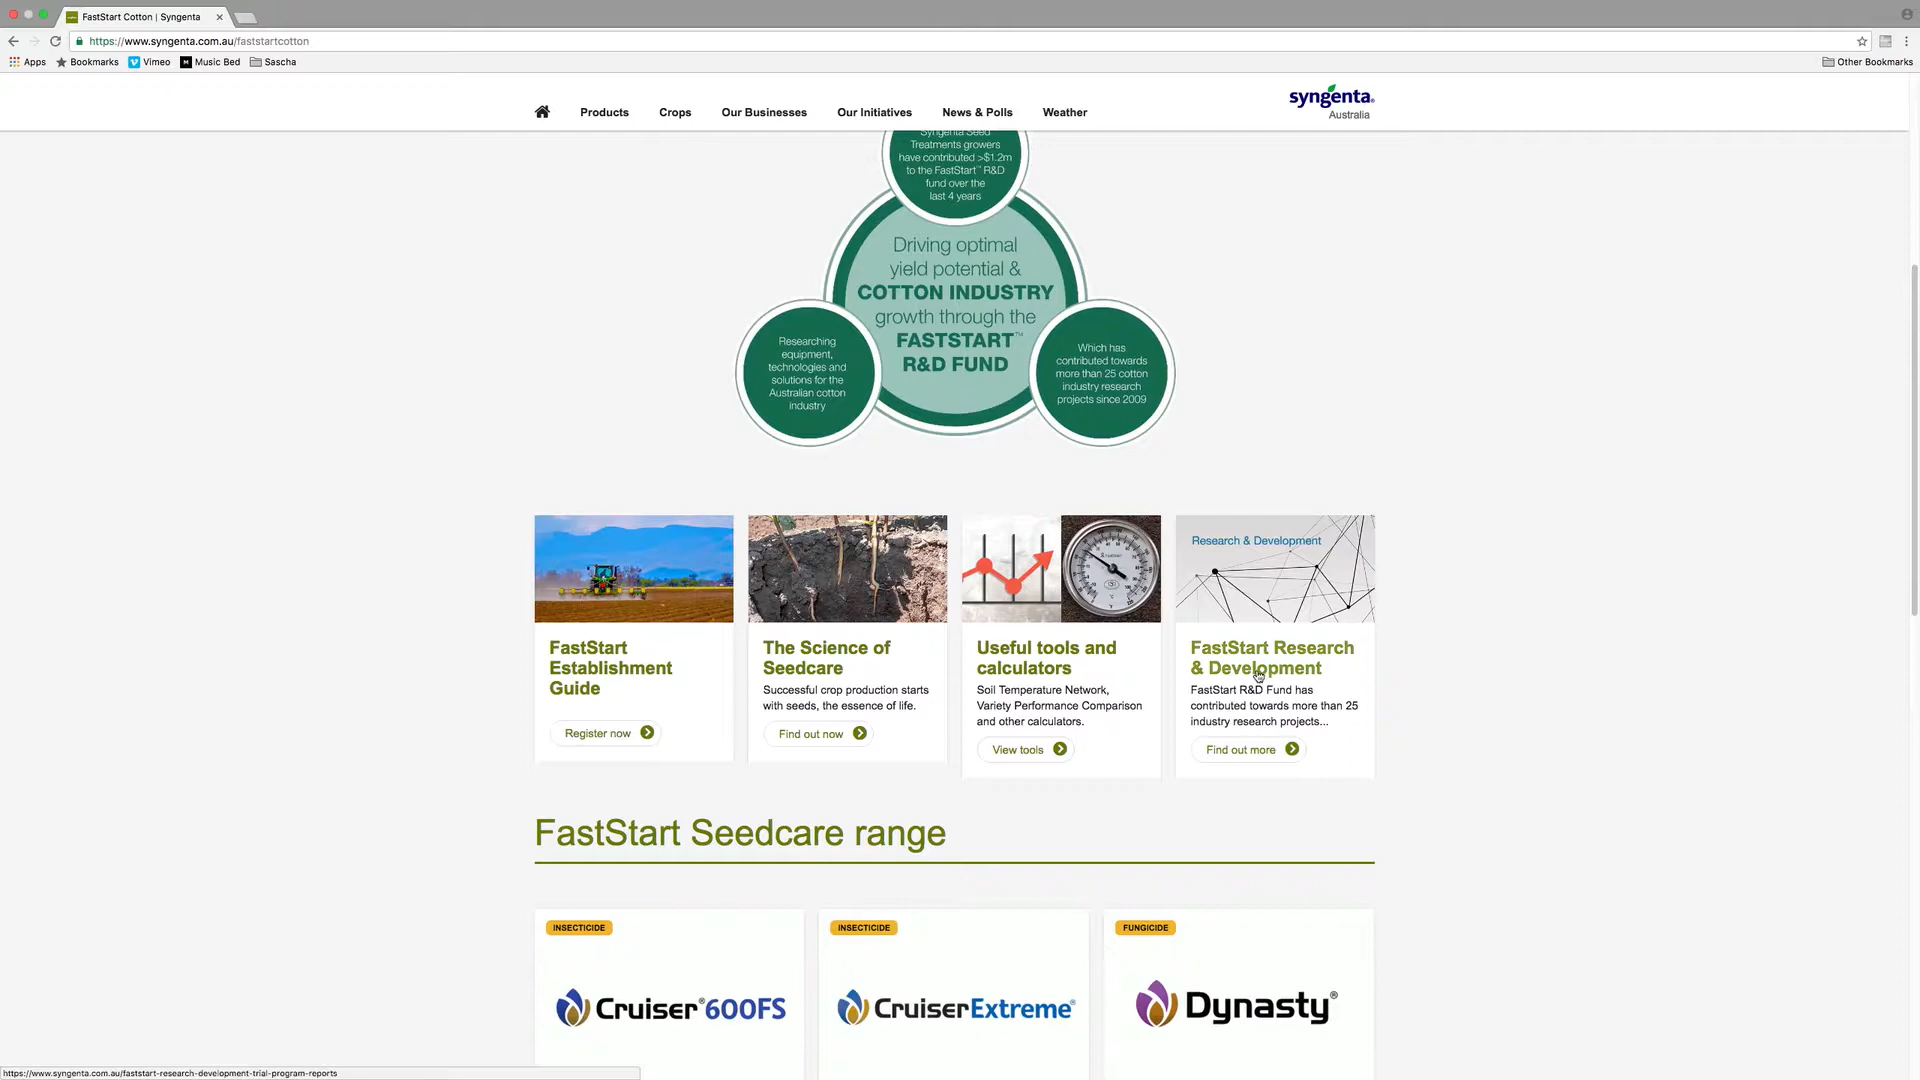 FastStart Cotton | Syngenta
https://www.syngenta.com.au/faststartcotton
Apps Bookmarks Vimeo Music Bed Sascha Other Bookmarks
Products Crops Our Businesses Our Initiatives News & Polls Weather
syngenta
Australia
Syngenta Seed
Treatments growers
have contributed >$1.2m
to the FastStart™ R&D
fund over the
last 4 years
Driving optimal
yield potential &
COTTON INDUSTRY
growth through the
FASTSTART™
R&D FUND
Researching
equipment,
technologies and
solutions for the
Australian cotton
industry
Which has
contributed towards
more than 25 cotton
industry research
projects since 2009
Research & Development
FastStart
Establishment
Guide
Register now
The Science of
Seedcare
Successful crop production starts
with seeds, the essence of life.
Find out now
Useful tools and
calculators
Soil Temperature Network,
Variety Performance Comparison
and other calculators.
View tools
FastStart Research
& Development
FastStart R&D Fund has
contributed towards more than 25
industry research projects...
Find out more
FastStart Seedcare range
INSECTICIDE
Cruiser® 600FS
INSECTICIDE
CruiserExtreme®
FUNGICIDE
Dynasty®
https://www.syngenta.com.au/faststart-research-development-trial-program-reports